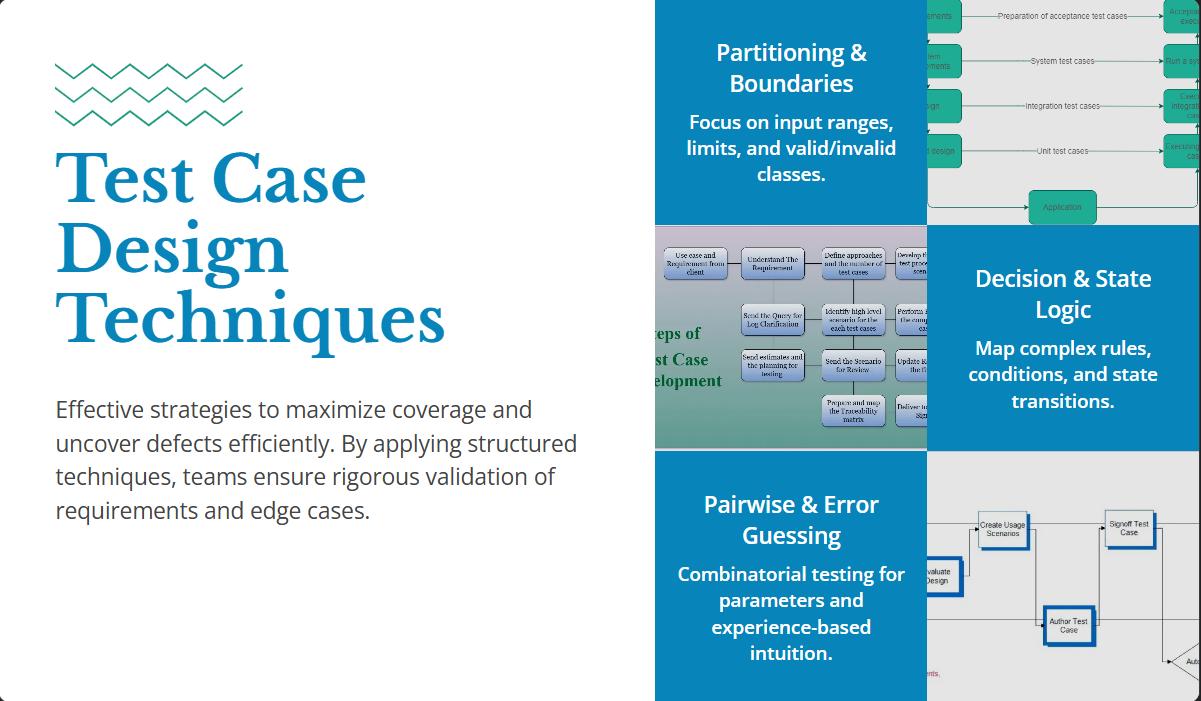 Test Case
Design
Techniques
Effective strategies to maximize coverage and
uncover defects efficiently. By applying structured
techniques, teams ensure rigorous validation of
requirements and edge cases.
Partitioning &
Boundaries
Focus on input ranges,
limits, and valid/invalid
classes.
Preparation of acceptance test cases
System test cases
Integration test cases
Unit test cases
Application
Use case and
Requirement from
client
Understand The
Requirement
Define approaches
and the number of
test cases
Send the Query for
Log Clarification
Identify high level
scenario for the
each test cases
Send estimates and
the planning for
testing
Send the Scenario
for Review
Prepare and map
the Traceability
matrix
of
Case
Decision & State
Logic
Map complex rules,
conditions, and state
transitions.
Pairwise & Error
Guessing
Combinatorial testing for
parameters and
experience-based
intuition.
Create Usage
Scenarios
Signoff Test
Case
Design
Author Test
Case